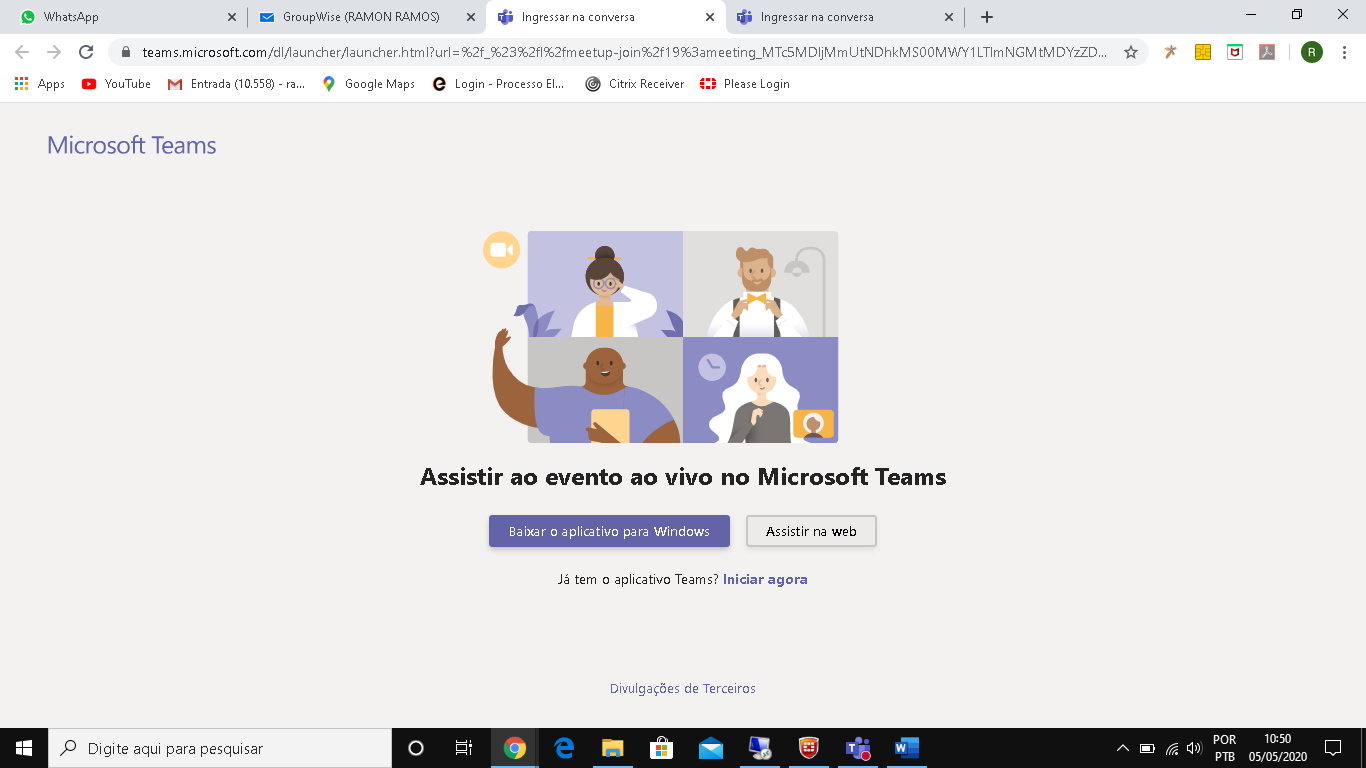 WhatsApp
GroupWise (RAMON RAMOS)
Ingressar na conversa
Ingressar na conversa
teams.microsoft.com/dl/launcher/launcher.html?url=%2f_%23%2fl%2fmeetup-join%2f19%3ameeting_MTc5MDljMmUtNDhkMS00MWY1LTlmNGMtMDYzZD...
R
Apps
YouTube
Entrada (10.558) - ra...
Google Maps
Login - Processo El...
Citrix Receiver
Please Login
Microsoft Teams
Assistir ao evento ao vivo no Microsoft Teams
Baixar o aplicativo para Windows
Assistir na web
Já tem o aplicativo Teams? Iniciar agora
Divulgações de Terceiros
Digite aqui para pesquisar
POR
PTB
10:50
05/05/2020